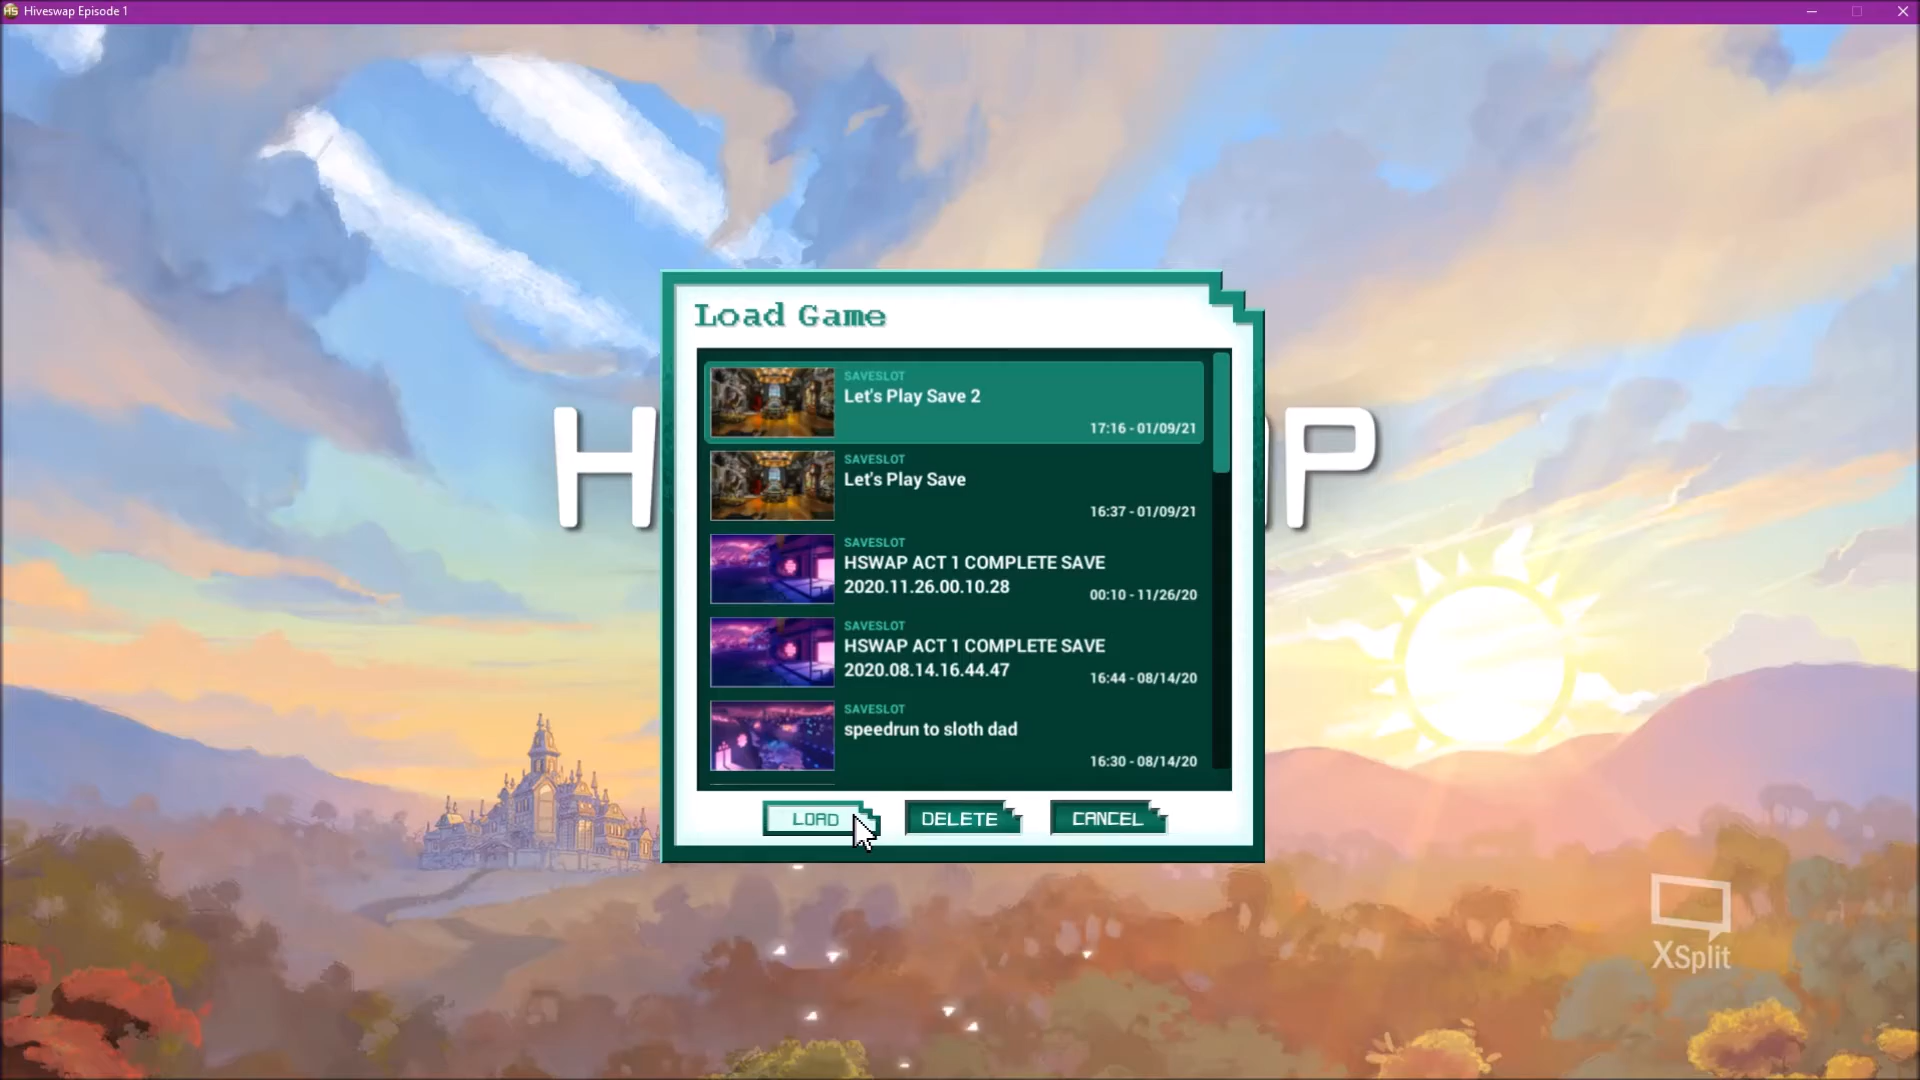 Hiveswap Episode 1
H
P
Load Game
SAVESLOT
Let's Play Save 2
17:16 - 01/09/21
SAVESLOT
Let's Play Save
16:37 - 01/09/21
SAVESLOT
HSWAP ACT 1 COMPLETE SAVE
2020.11.26.00.10.28
00:10 - 11/26/20
SAVESLOT
HSWAP ACT 1 COMPLETE SAVE
2020.08.14.16.44.47
16:44 - 08/14/20
SAVESLOT
speedrun to sloth dad
16:30 - 08/14/20
LOAD
DELETE
CANCEL
XSplit